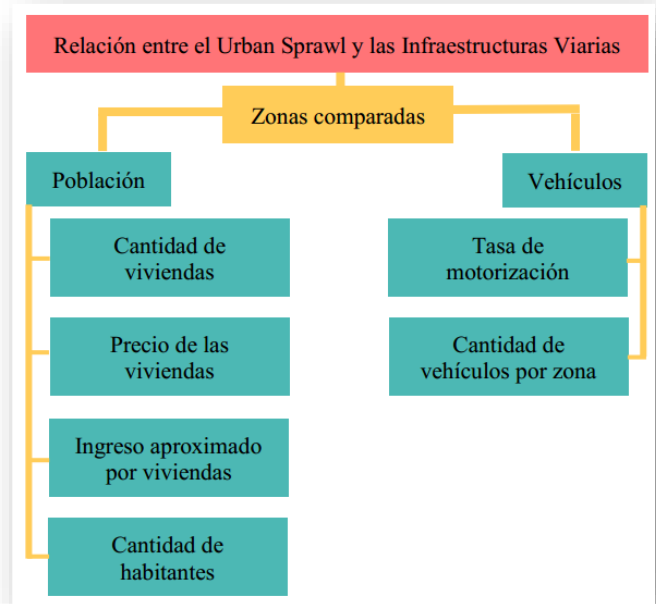 Relación entre el Urban Sprawl y las Infraestructuras Viarias
Zonas comparadas
Población
Cantidad de
viviendas
Precio de las
viviendas
Ingreso aproximado
por viviendas
Cantidad de
habitantes
Vehículos
Tasa de
motorización
Cantidad de
vehículos por zona